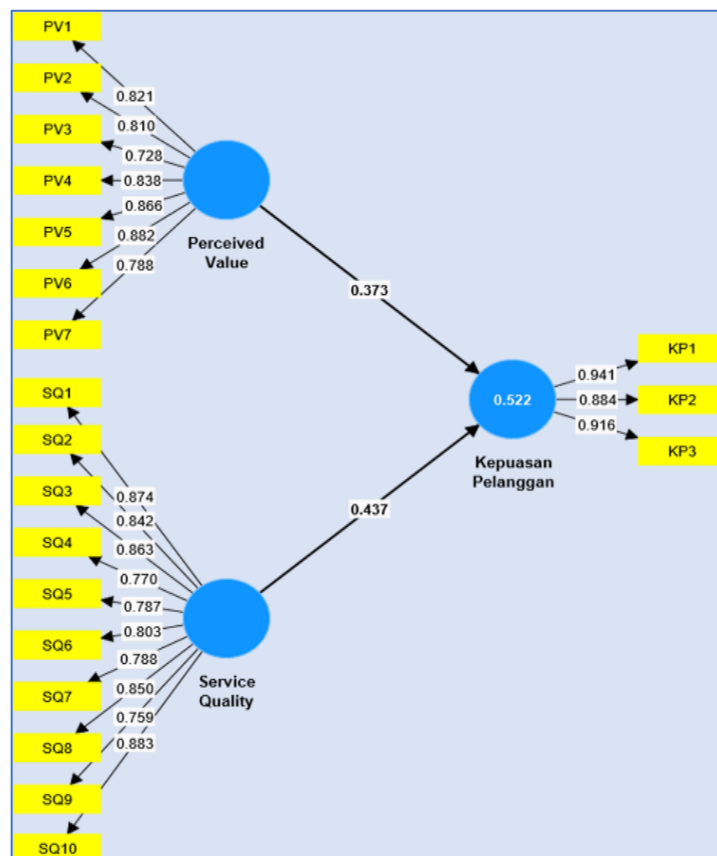 PV1
PV2
PV3
PV4
PV5
PV6
PV7
0.821
0.810
0.728
0.838
0.866
0.882
0.788
Perceived
Value
0.373
SQ1
SQ2
SQ3
SQ4
SQ5
SQ6
SQ7
SQ8
SQ9
SQ10
0.874
0.842
0.863
0.770
0.787
0.803
0.788
0.850
0.759
0.883
Service
Quality
0.437
0.522
Kepuasan
Pelanggan
0.941
0.884
0.916
KP1
KP2
KP3